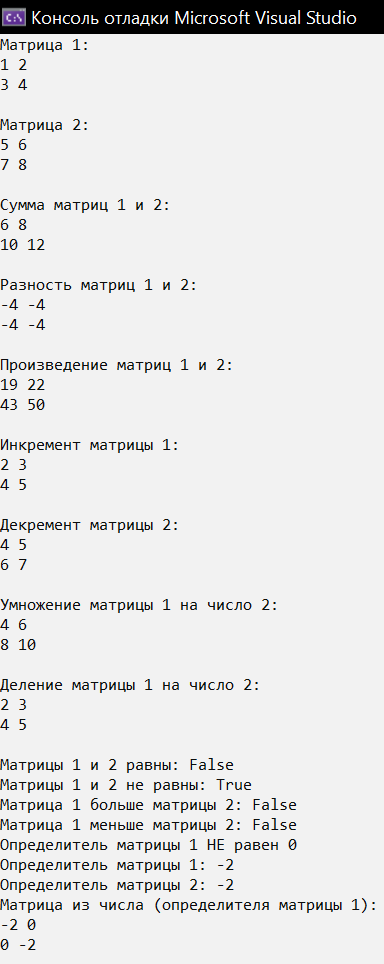 C:\ Консоль отладки Microsoft Visual Studio
Матрица 1:
1 2
3 4
Матрица 2:
5 6
7 8
Сумма матриц 1 и 2:
6 8
10 12
Разность матриц 1 и 2:
-4 -4
-4 -4
Произведение матриц 1 и 2:
19 22
43 50
Инкремент матрицы 1:
2 3
4 5
Декремент матрицы 2:
4 5
6 7
Умножение матрицы 1 на число 2:
4 6
8 10
Деление матрицы 1 на число 2:
2 3
4 5
Матрицы 1 и 2 равны: False
Матрицы 1 и 2 не равны: True
Матрица 1 больше матрицы 2: False
Матрица 1 меньше матрицы 2: False
Определитель матрицы 1 НЕ равен 0
Определитель матрицы 1: -2
Определитель матрицы 2: -2
Матрица из числа (определителя матрицы 1):
-2 0
0 -2